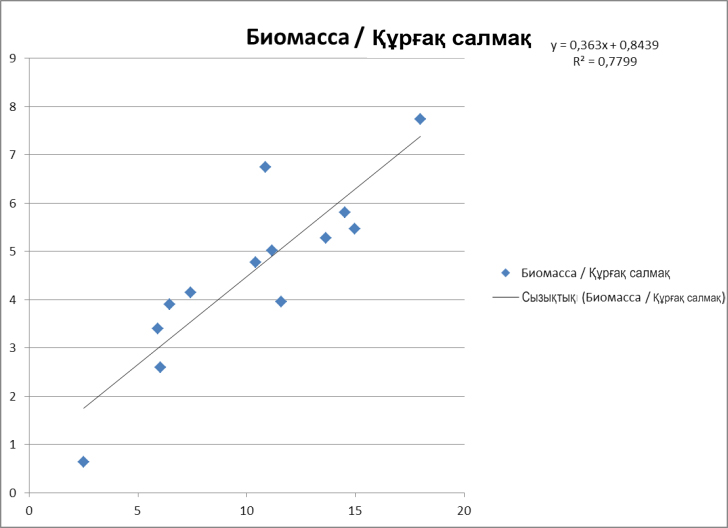 Биомасса / Құрғақ салмақ
y = 0,363x + 0,8439
R² = 0,7799
9
8
7
6
5
4
3
2
1
0
0 5 10 15 20
Биомасса / Құрғақ салмақ
Сызықтық (Биомасса / Құрғақ салмақ)